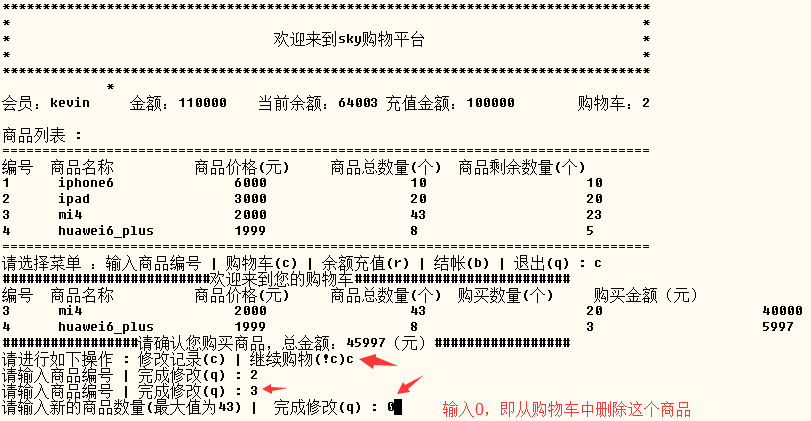 *********************************************************************************
* *
* 欢迎来到sky购物平台 *
* *
*********************************************************************************
*
会员：kevin 金额：110000 当前余额：64003 充值金额：100000 购物车：2
商品列表 ：
=================================================================================
编号 商品名称 商品价格(元) 商品总数量(个) 商品剩余数量(个)
1 iphone6 6000 10 10
2 ipad 3000 20 20
3 mi4 2000 43 23
4 huawei6_plus 1999 8 5
=================================================================================
请选择菜单 ：输入商品编号 | 购物车(c) | 余额充值(r) | 结帐(b) | 退出(q) : c
##########################欢迎来到您的购物车###########################
编号 商品名称 商品价格(元) 商品总数量(个) 购买数量(个) 购买金额（元）
3 mi4 2000 43 20 40000
4 huawei6_plus 1999 8 3 5997
#################请确认您购买商品，总金额：45997（元）#################
请进行如下操作 : 修改记录(c) | 继续购物(!c)c
请输入商品编号 | 完成修改(q) : 2
请输入商品编号 | 完成修改(q) : 3
请输入新的商品数量(最大值为43) | 完成修改(q) : 0
输入0，即从购物车中删除这个商品